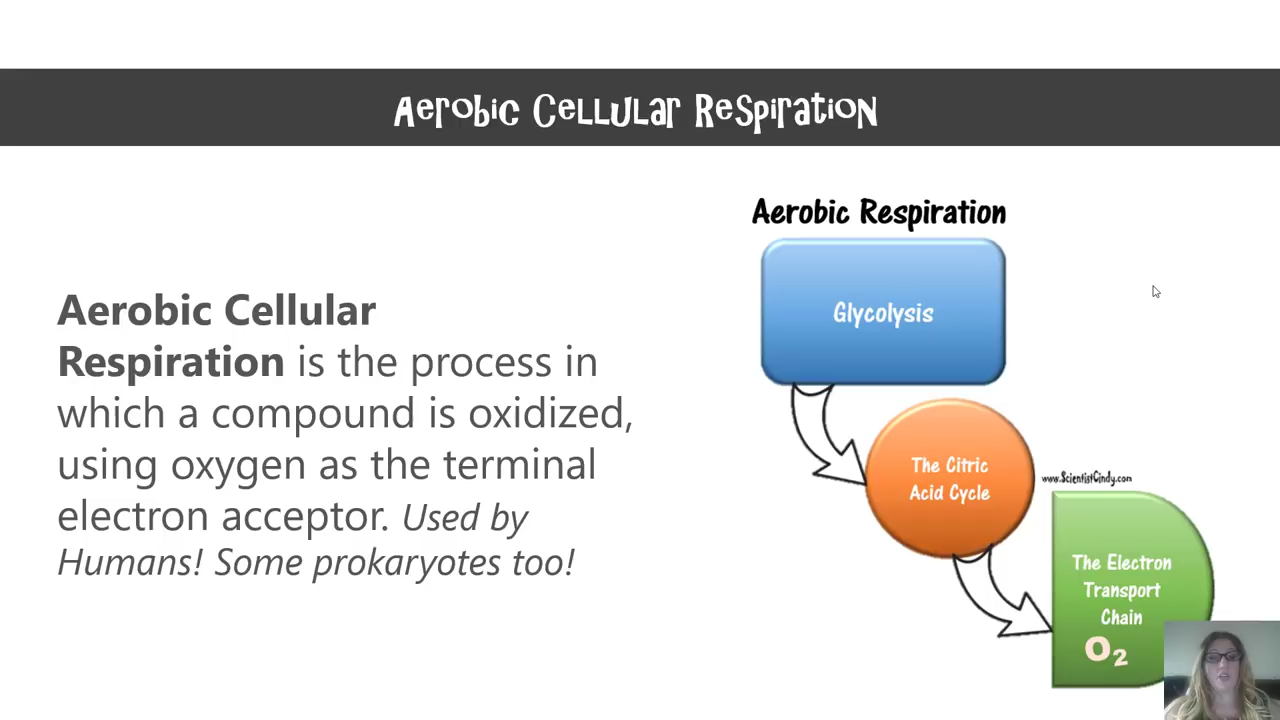 Aerobic Cellular Respiration
Aerobic Respiration
Glycolysis
Aerobic Cellular
Respiration is the process in
which a compound is oxidized,
using oxygen as the terminal
electron acceptor. Used by
Humans! Some prokaryotes too!
The Citric
Acid Cycle
www.ScientistCindy.com
The Electron
Transport
Chain
O2